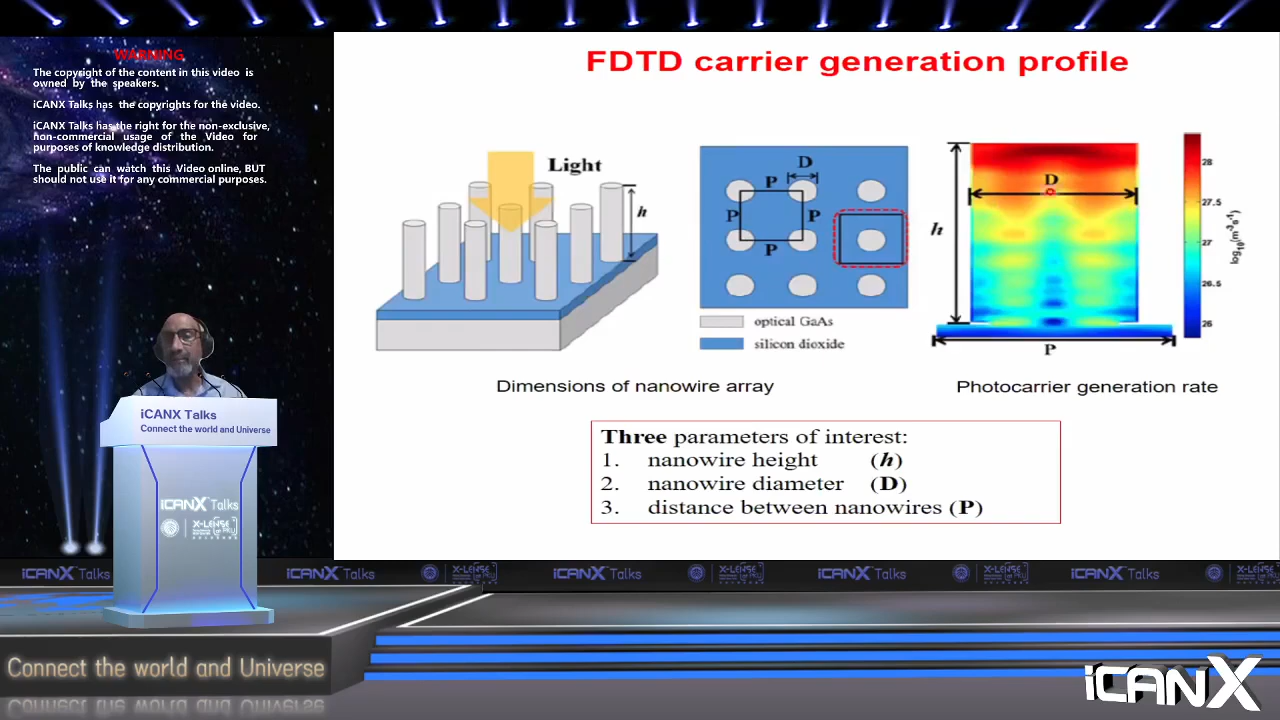 WARNING
The copyright of the content in this video is
owned by the speakers.
iCANX Talks has the copyrights for the video.
iCANX Talks has the right for the non-exclusive,
non-commercial usage of the Video for
purposes of knowledge distribution.
The public can watch this Video online, BUT
should not use it for any commercial purposes.
FDTD carrier generation profile
Light
h
D
P
P
P
P
optical GaAs
silicon dioxide
h
D
P
28
27.5
27
26.5
26
log10(m-3s-1)
Dimensions of nanowire array
Photocarrier generation rate
Three parameters of interest:
1. nanowire height (h)
2. nanowire diameter (D)
3. distance between nanowires (P)
iCANX Talks
Connect the world and Universe
iCANX Talks
X-LENSE
iCANX Talks
X-LENSE
iCANX Talks
X-LENSE
iCANX Talks
X-LENSE
iCANX Talks
X-LENSE
iCANX Talks
X-LENSE
Connect the world and Universe
iCANX